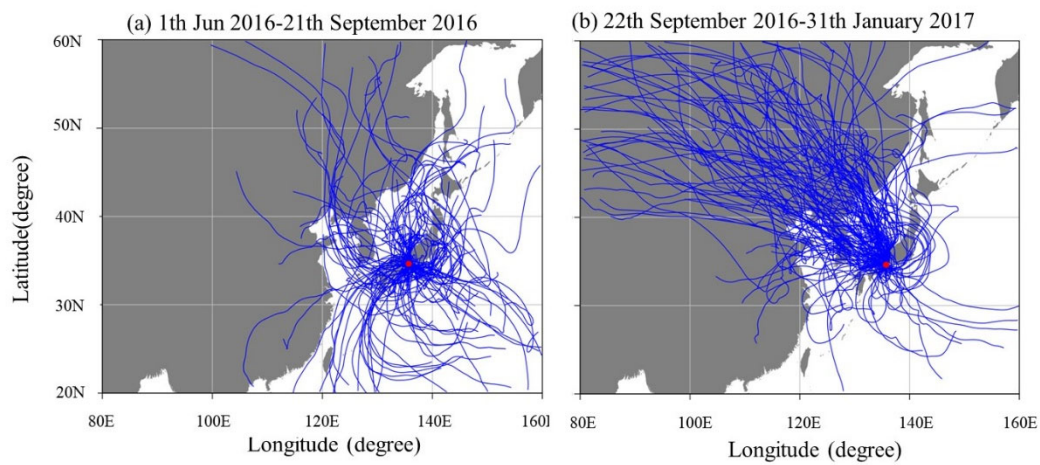 (a) 1th Jun 2016-21th September 2016
(b) 22th September 2016-31th January 2017
Latitude(degree)
60N
50N
40N
30N
20N
80E 100E 120E 140E 160E
80E 100E 120E 140E 160E
Longitude (degree)
Longitude (degree)